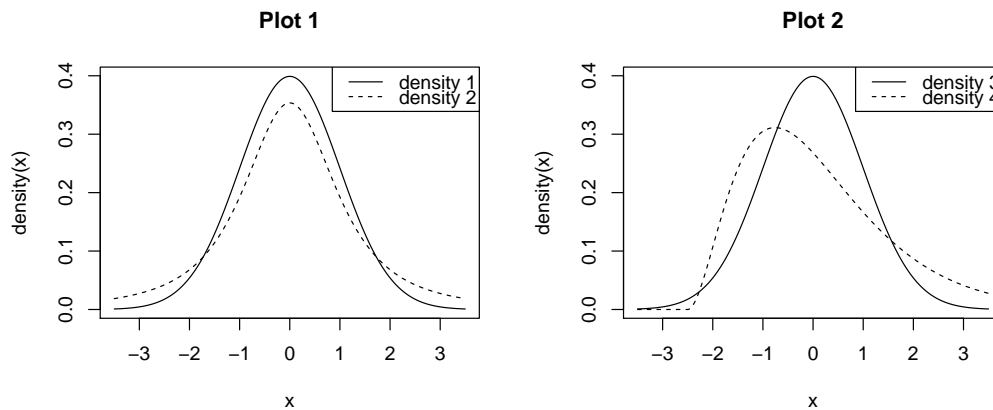 Plot 1
density(x)
0.0 0.1 0.2 0.3 0.4
density 1
density 2
−3 −2 −1 0 1 2 3
x
Plot 2
density(x)
0.0 0.1 0.2 0.3 0.4
density 3
density 4
−3 −2 −1 0 1 2 3
x